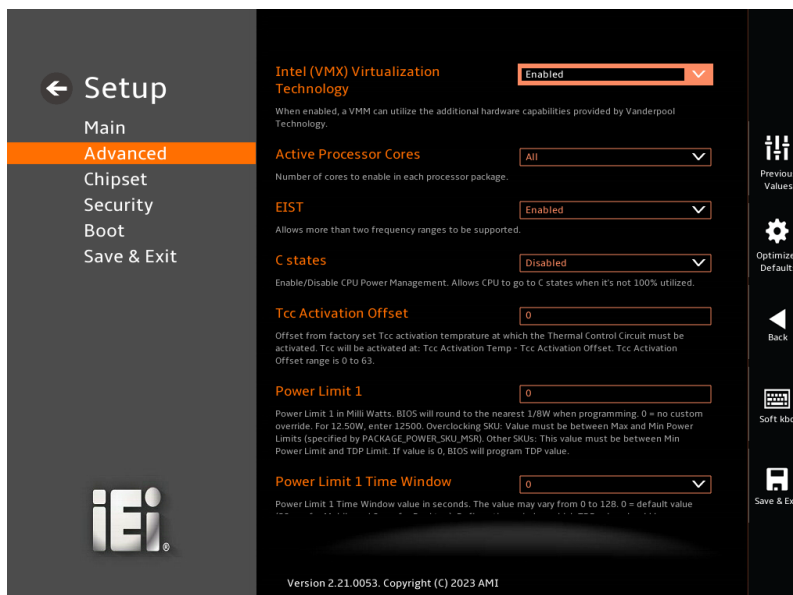 Setup
Main
Advanced
Chipset
Security
Boot
Save & Exit
iEi
®
Intel (VMX) Virtualization
Technology
Enabled
When enabled, a VMM can utilize the additional hardware capabilities provided by Vanderpool
Technology.
Active Processor Cores
All
Number of cores to enable in each processor package.
EIST
Enabled
Allows more than two frequency ranges to be supported.
C states
Disabled
Enable/Disable CPU Power Management. Allows CPU to go to C states when it's not 100% utilized.
Tcc Activation Offset
0
Offset from factory set Tcc activation temprature at which the Thermal Control Circuit must be
activated. Tcc will be activated at: Tcc Activation Temp - Tcc Activation Offset. Tcc Activation
Offset range is 0 to 63.
Power Limit 1
0
Power Limit 1 in Milli Watts. BIOS will round to the nearest 1/8W when programming. 0 = no custom
override. For 12.50W, enter 12500. Overclocking SKU: Value must be between Max and Min Power
Limits (specified by PACKAGE_POWER_SKU_MSR). Other SKUs: This value must be between Min
Power Limit and TDP Limit. If value is 0, BIOS will program TDP value.
Power Limit 1 Time Window
0
Power Limit 1 Time Window value in seconds. The value may vary from 0 to 128. 0 = default value
Version 2.21.0053. Copyright (C) 2023 AMI
Previou
Values
Optimize
Default
Back
Soft kbd
Save & Ex